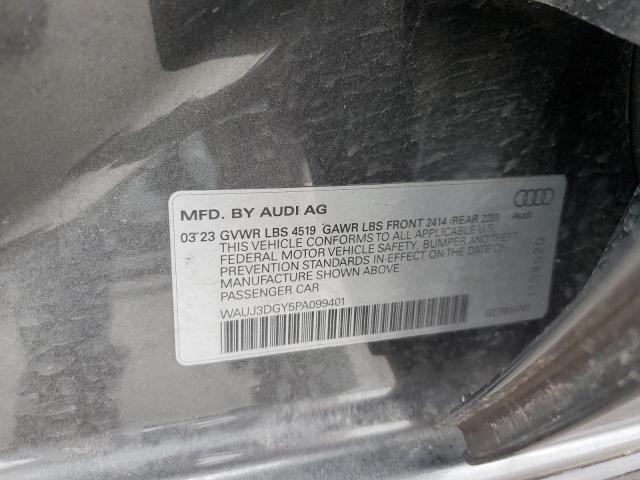 MFD. BY AUDI AG
Audi
03 23 GVWR LBS 4519 GAWR LBS FRONT 2414 /REAR 2293
THIS VEHICLE CONFORMS TO ALL APPLICABLE U.S.
FEDERAL MOTOR VEHICLE SAFETY, BUMPER AND THEFT
PREVENTION STANDARDS IN EFFECT ON THE DATE OF
MANUFACTURE SHOWN ABOVE
PASSENGER CAR
WAUJ3DGY5PA099401
GERMANY